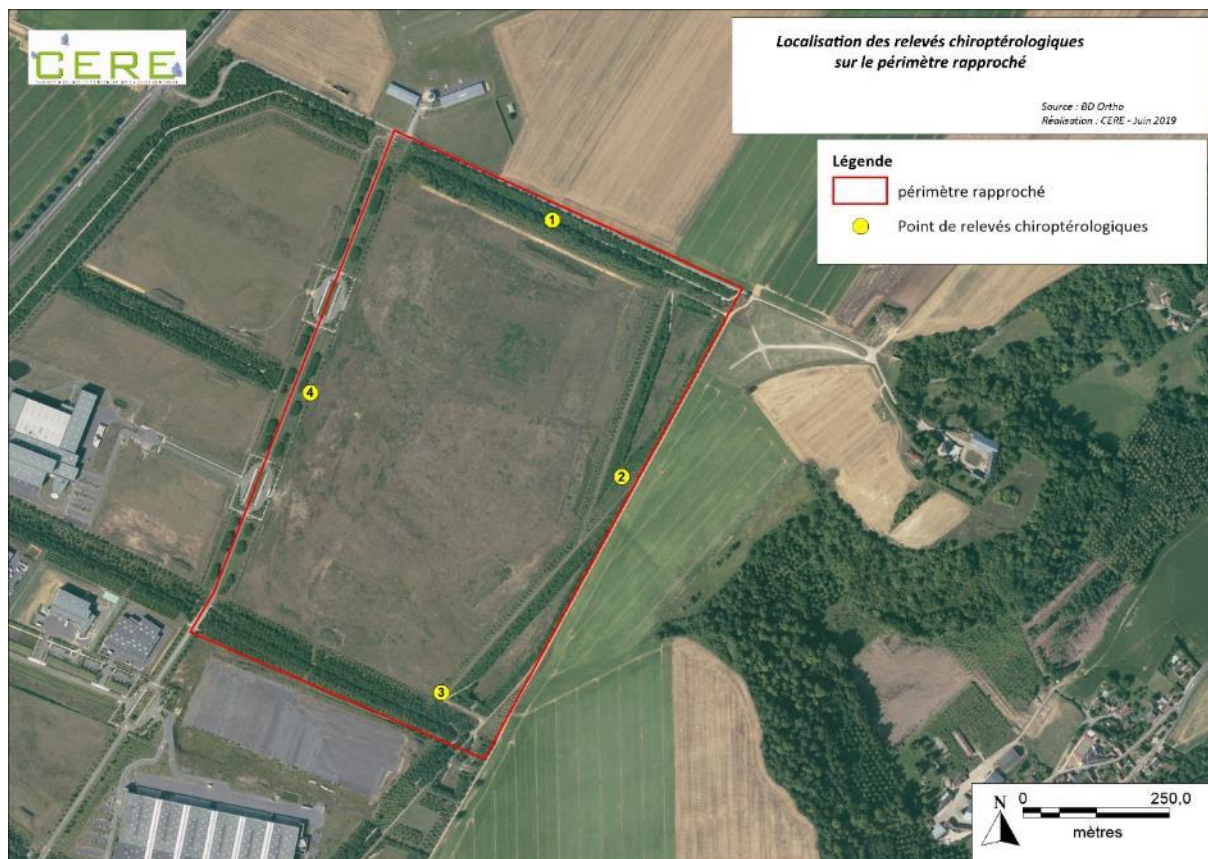 CERE
Localisation des relevés chiroptérologiques
sur le périmètre rapproché
Source : BD Ortho
Réalisation : CERE - Juin 2019
Légende
périmètre rapproché
Point de relevés chiroptérologiques
1
4
2
3
N
0 250,0
mètres